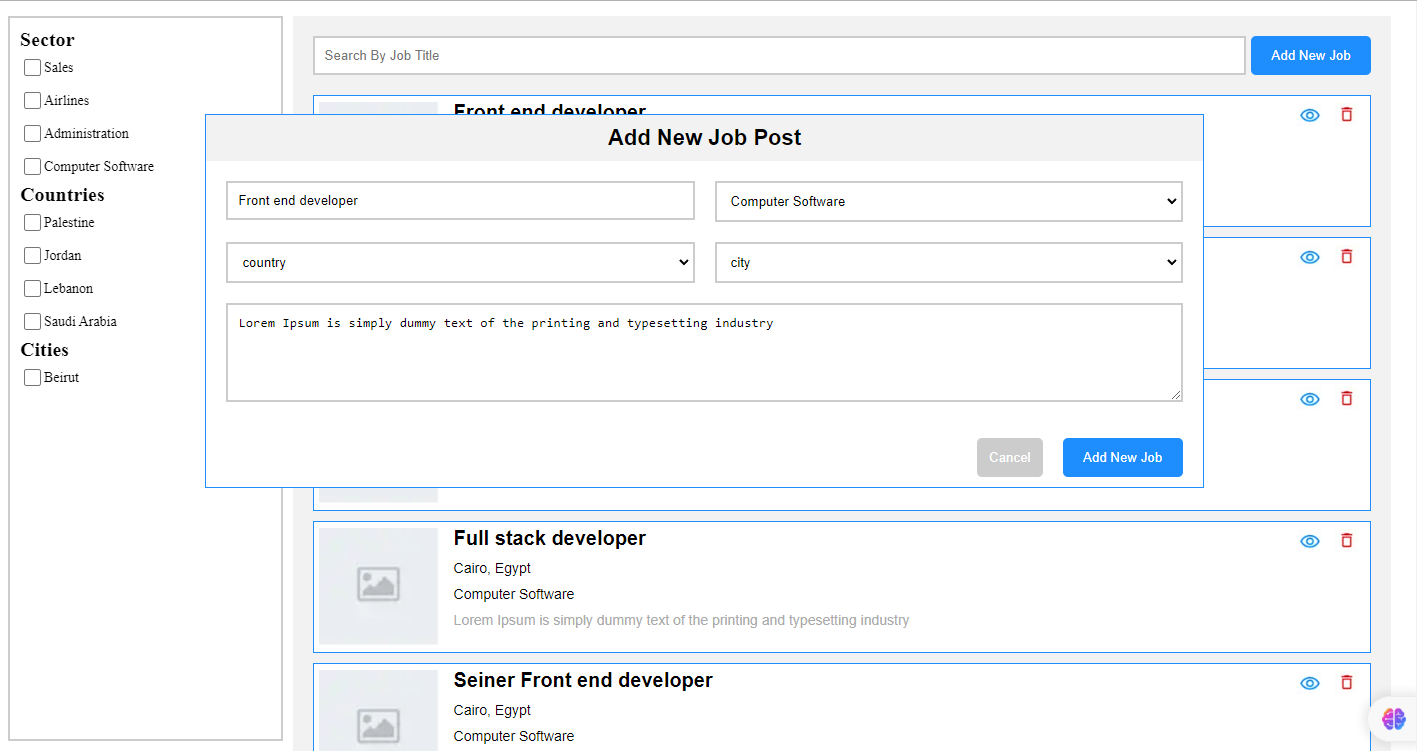 Sector
Sales
Airlines
Administration
Computer Software
Countries
Palestine
Jordan
Lebanon
Saudi Arabia
Cities
Beirut
Search By Job Title
Add New Job
Front end developer
Add New Job Post
Front end developer
Computer Software
country
city
Lorem Ipsum is simply dummy text of the printing and typesetting industry
Cancel
Add New Job
Full stack developer
Cairo, Egypt
Computer Software
Lorem Ipsum is simply dummy text of the printing and typesetting industry
Seiner Front end developer
Cairo, Egypt
Computer Software